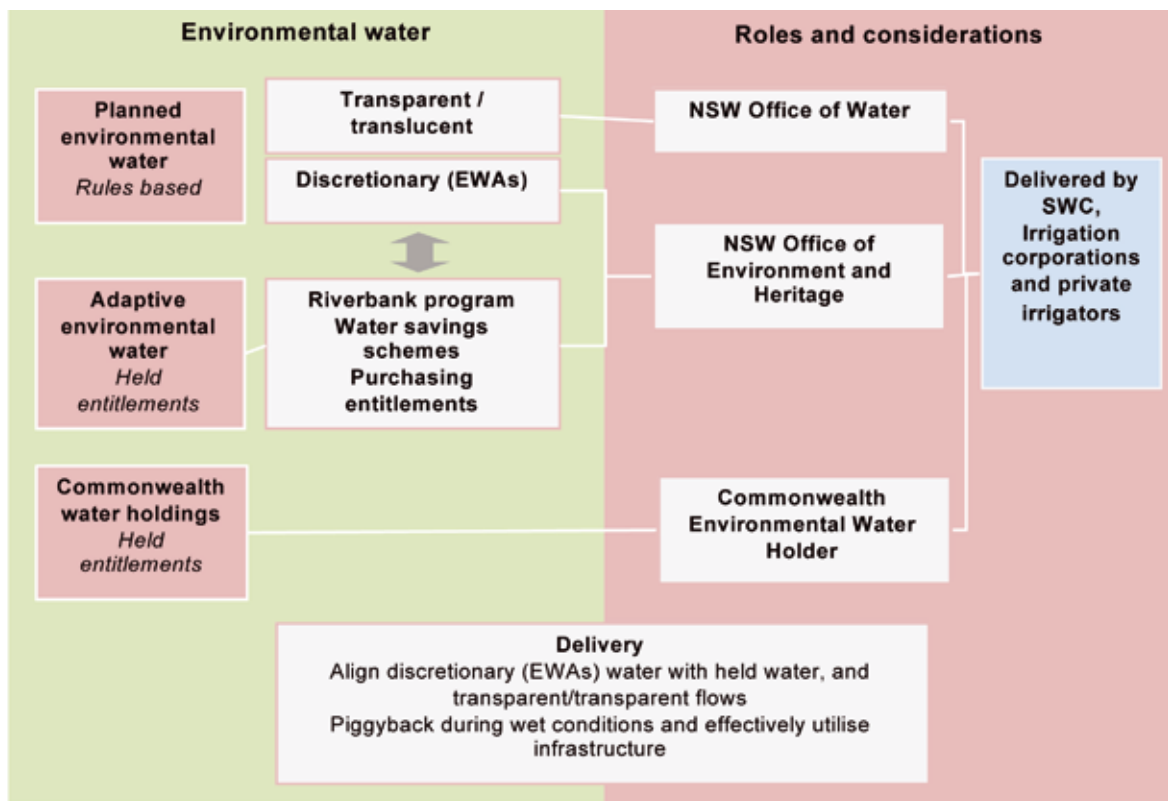 Environmental water
Roles and considerations
Planned
environmental
water
Rules based
Transparent /
translucent
Discretionary (EWAs)
NSW Office of Water
Delivered by
SWC,
Irrigation
corporations
and private
irrigators
NSW Office of
Environment and
Heritage
Adaptive
environmental
water
Held
entitlements
Riverbank program
Water savings
schemes
Purchasing
entitlements
Commonwealth
water holdings
Held
entitlements
Commonwealth
Environmental Water
Holder
Delivery
Align discretionary (EWAs) water with held water, and
transparent/transparent flows
Piggyback during wet conditions and effectively utilise
infrastructure